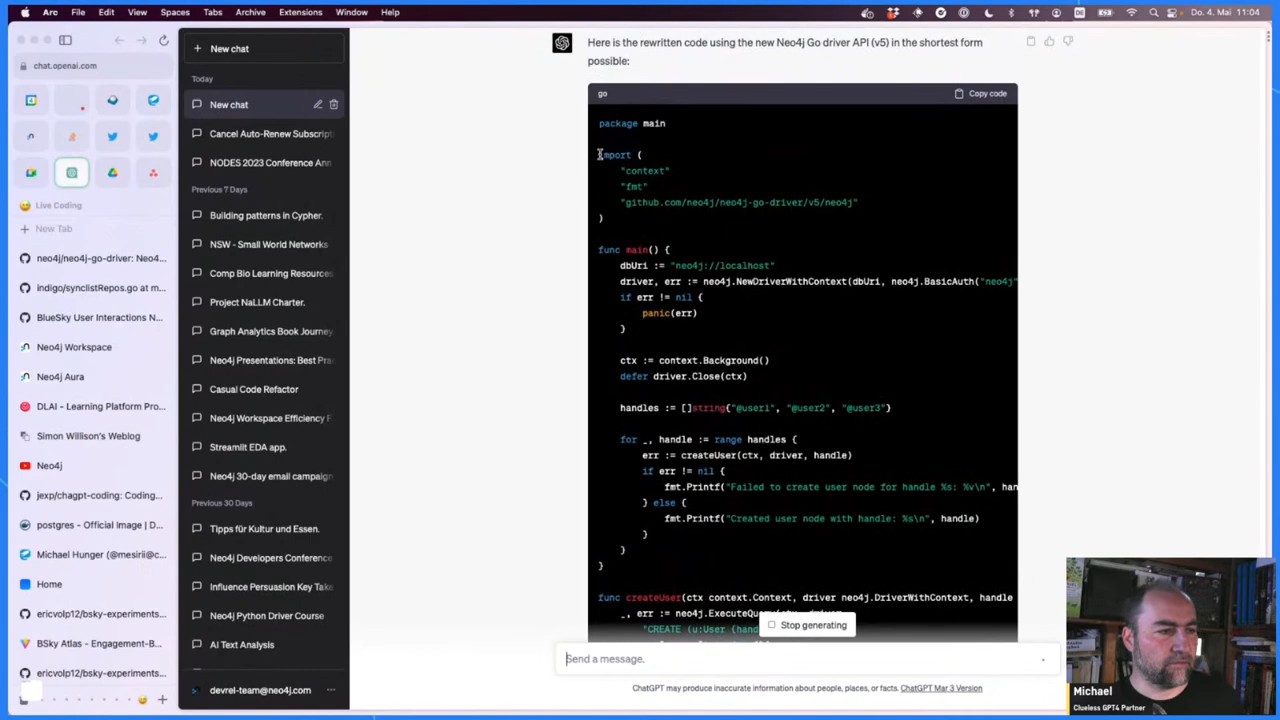 Arc File Edit View Spaces Tabs Archive Extensions Window Help
Do. 4. Mai 11:04
chat.openai.com
Live Coding
New Tab
neo4j/neo4j-go-driver: Neo4...
indigo/synclistRepos.go at m...
BlueSky User Interactions N...
Neo4j Workspace
Neo4j Aura
DLAI - Learning Platform Pro...
Simon Willison's Weblog
Neo4j
jexp/chagpt-coding: Coding...
postgres - Official Image | D...
Michael Hunger (@mesirii@c...
Home
ericvolp12/bsky-experiments...
BSky Atlas - Engagement-B...
ericvolp12/bsky-experiments...
New chat
Today
New chat
Cancel Auto-Renew Subscript
NODES 2023 Conference Ann
Previous 7 Days
Building patterns in Cypher.
NSW - Small World Networks
Comp Bio Learning Resources
Project NaLLM Charter.
Graph Analytics Book Journey
Neo4j Presentations: Best Pra
Casual Code Refactor
Neo4j Workspace Efficiency F
Streamlit EDA app.
Neo4j 30-day email campaign
Previous 30 Days
Tipps für Kultur und Essen.
Neo4j Developers Conference
Influence Persuasion Key Take
Neo4j Python Driver Course
AI Text Analysis
devrel-team@neo4j.com
Here is the rewritten code using the new Neo4j Go driver API (v5) in the shortest form
possible:
go
Copy code
package main
import (
"context"
"fmt"
"github.com/neo4j/neo4j-go-driver/v5/neo4j"
)
func main() {
dbUri := "neo4j://localhost"
driver, err := neo4j.NewDriverWithContext(dbUri, neo4j.BasicAuth("neo4j"
if err != nil {
panic(err)
}
ctx := context.Background()
defer driver.Close(ctx)
handles := []string{"@user1", "@user2", "@user3"}
for _, handle := range handles {
err := createUser(ctx, driver, handle)
if err != nil {
fmt.Printf("Failed to create user node for handle %s: %v\n", han
} else {
fmt.Printf("Created user node with handle: %s\n", handle)
}
}
}
func createUser(ctx context.Context, driver neo4j.DriverWithContext, handle
_, err := neo4j.ExecuteQue
"CREATE (u:User {hand
Stop generating
Send a message.
ChatGPT may produce inaccurate information about people, places, or facts. ChatGPT Mar 3 Version
Michael
Clueless GPT4 Partner